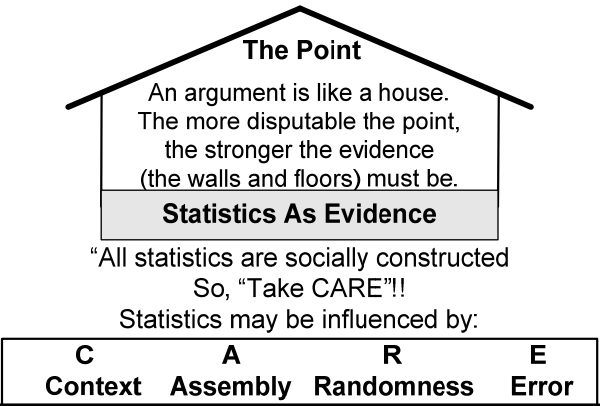 The Point
An argument is like a house.
The more disputable the point,
the stronger the evidence
(the walls and floors) must be.
Statistics As Evidence
“All statistics are socially constructed
So, “Take CARE”!!
Statistics may be influenced by:
C A R E
Context Assembly Randomness Error